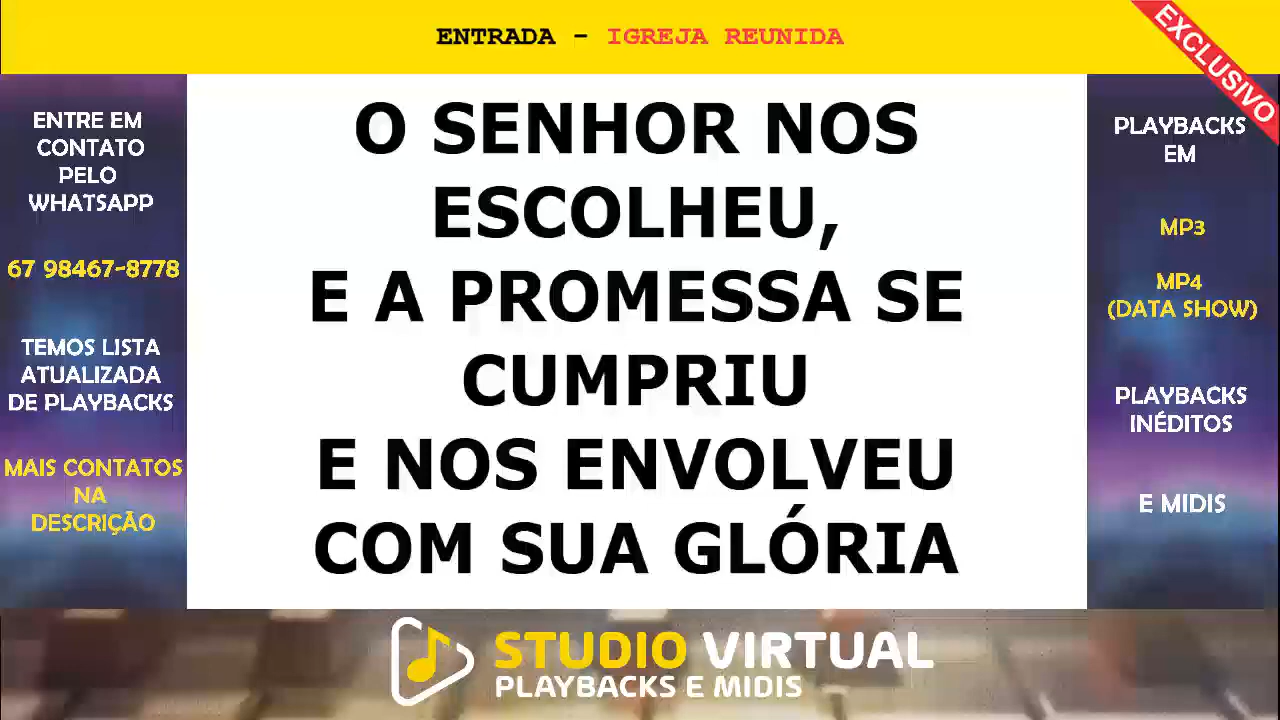 ENTRADA - IGREJA REUNIDA
EXCLUSIVO
ENTRE EM
CONTATO
PELO
WHATSAPP
67 98467-8778
TEMOS LISTA
ATUALIZADA
DE PLAYBACKS
MAIS CONTATOS
NA
DESCRIÇÃO
O SENHOR NOS
ESCOLHEU,
E A PROMESSA SE
CUMPRIU
E NOS ENVOLVEU
COM SUA GLÓRIA
PLAYBACKS
EM
MP3
MP4
(DATA SHOW)
PLAYBACKS
INÉDITOS
E MIDIS
STUDIO VIRTUAL
PLAYBACKS E MIDIS